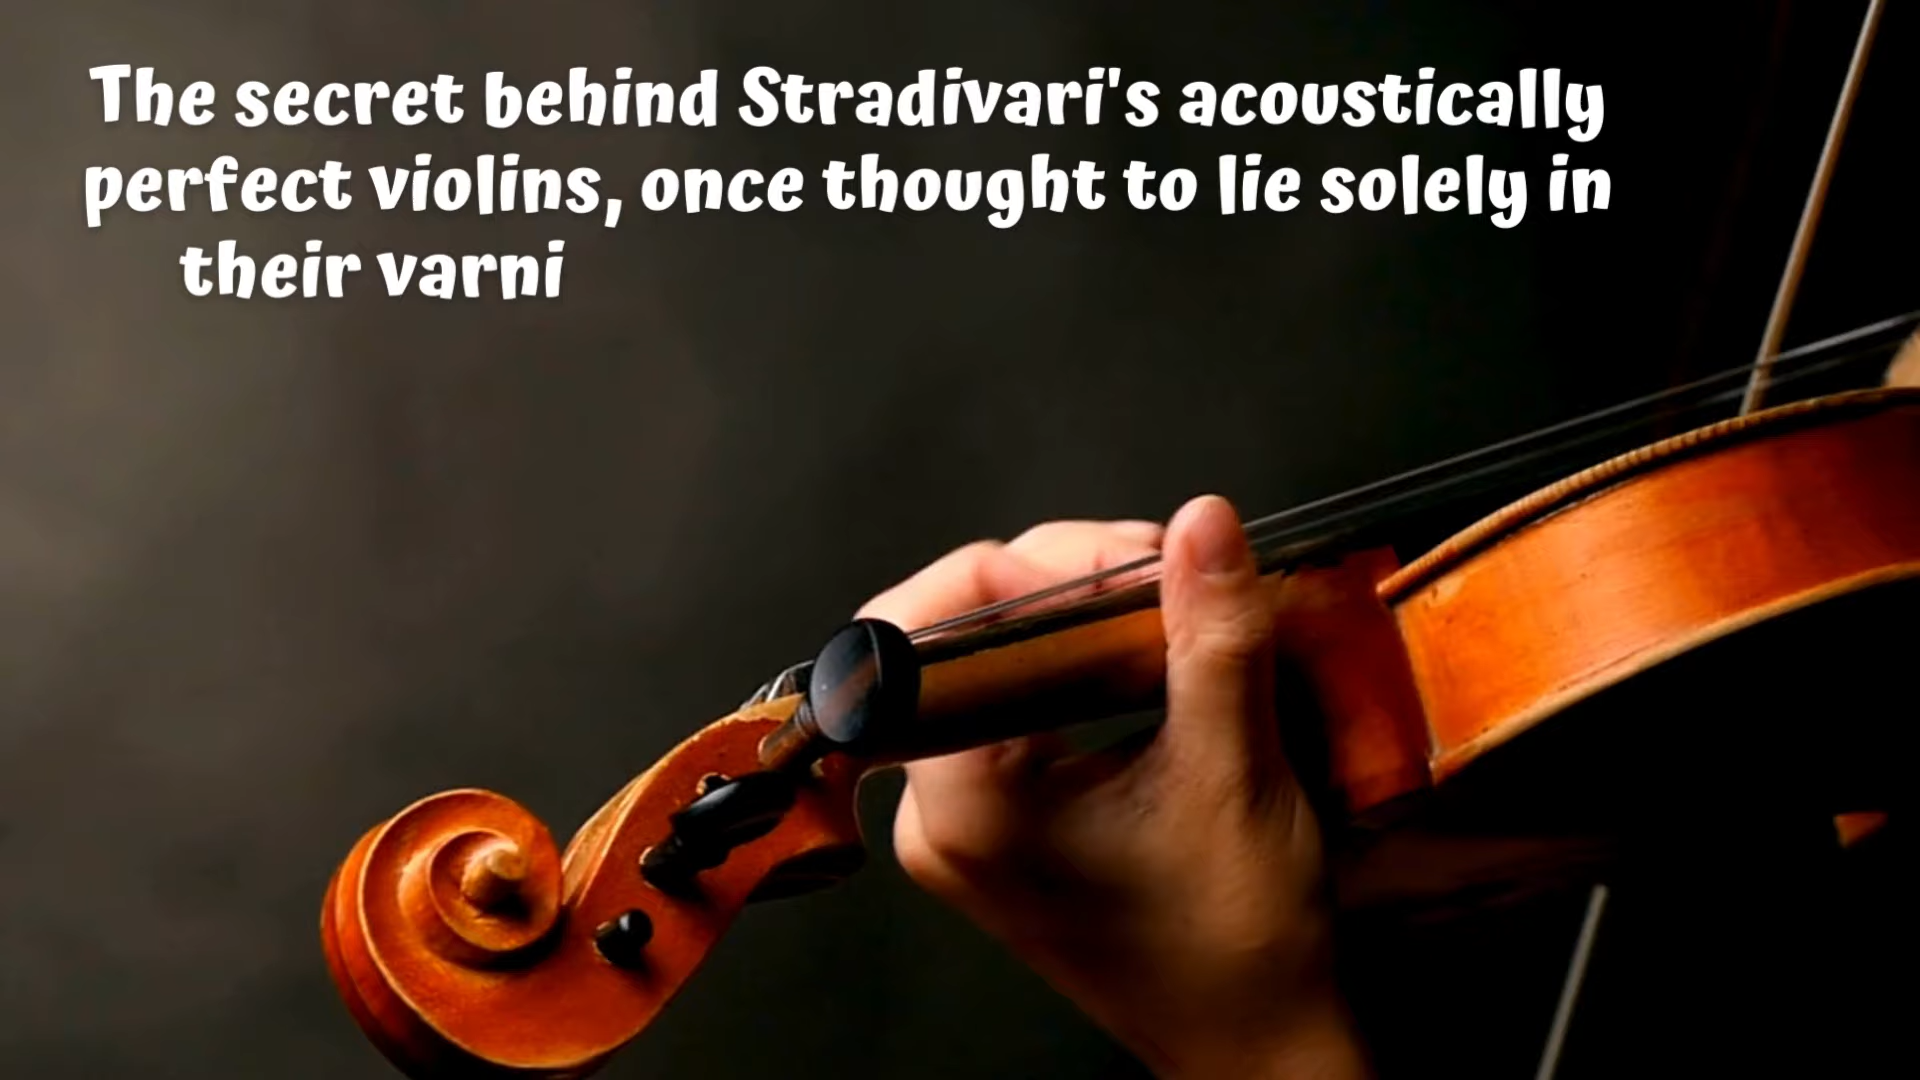 The secret behind Stradivari's acoustically
perfect violins, once thought to lie solely in
their varni